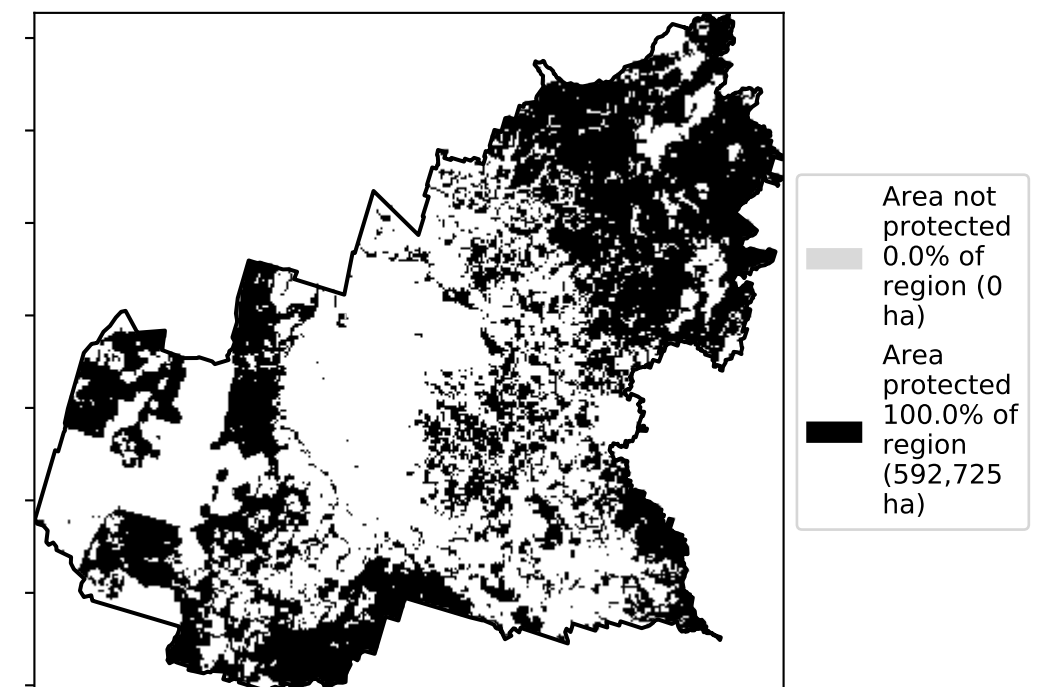 Area not
protected
0.0% of
region (0
ha)
Area
protected
100.0% of
region
(592,725
ha)